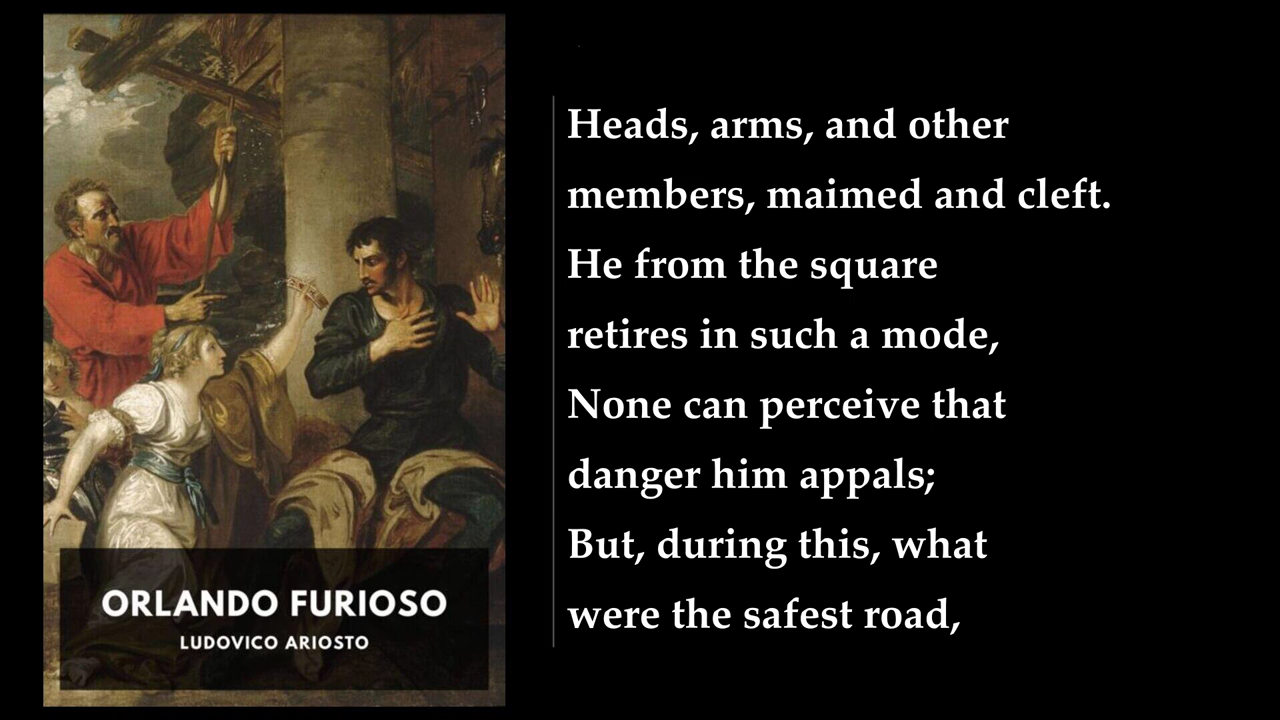 Heads, arms, and other
members, maimed and cleft.
He from the square
retires in such a mode,
None can perceive that
danger him appals;
But, during this, what
were the safest road,
ORLANDO FURIOSO
LUDOVICO ARIOSTO